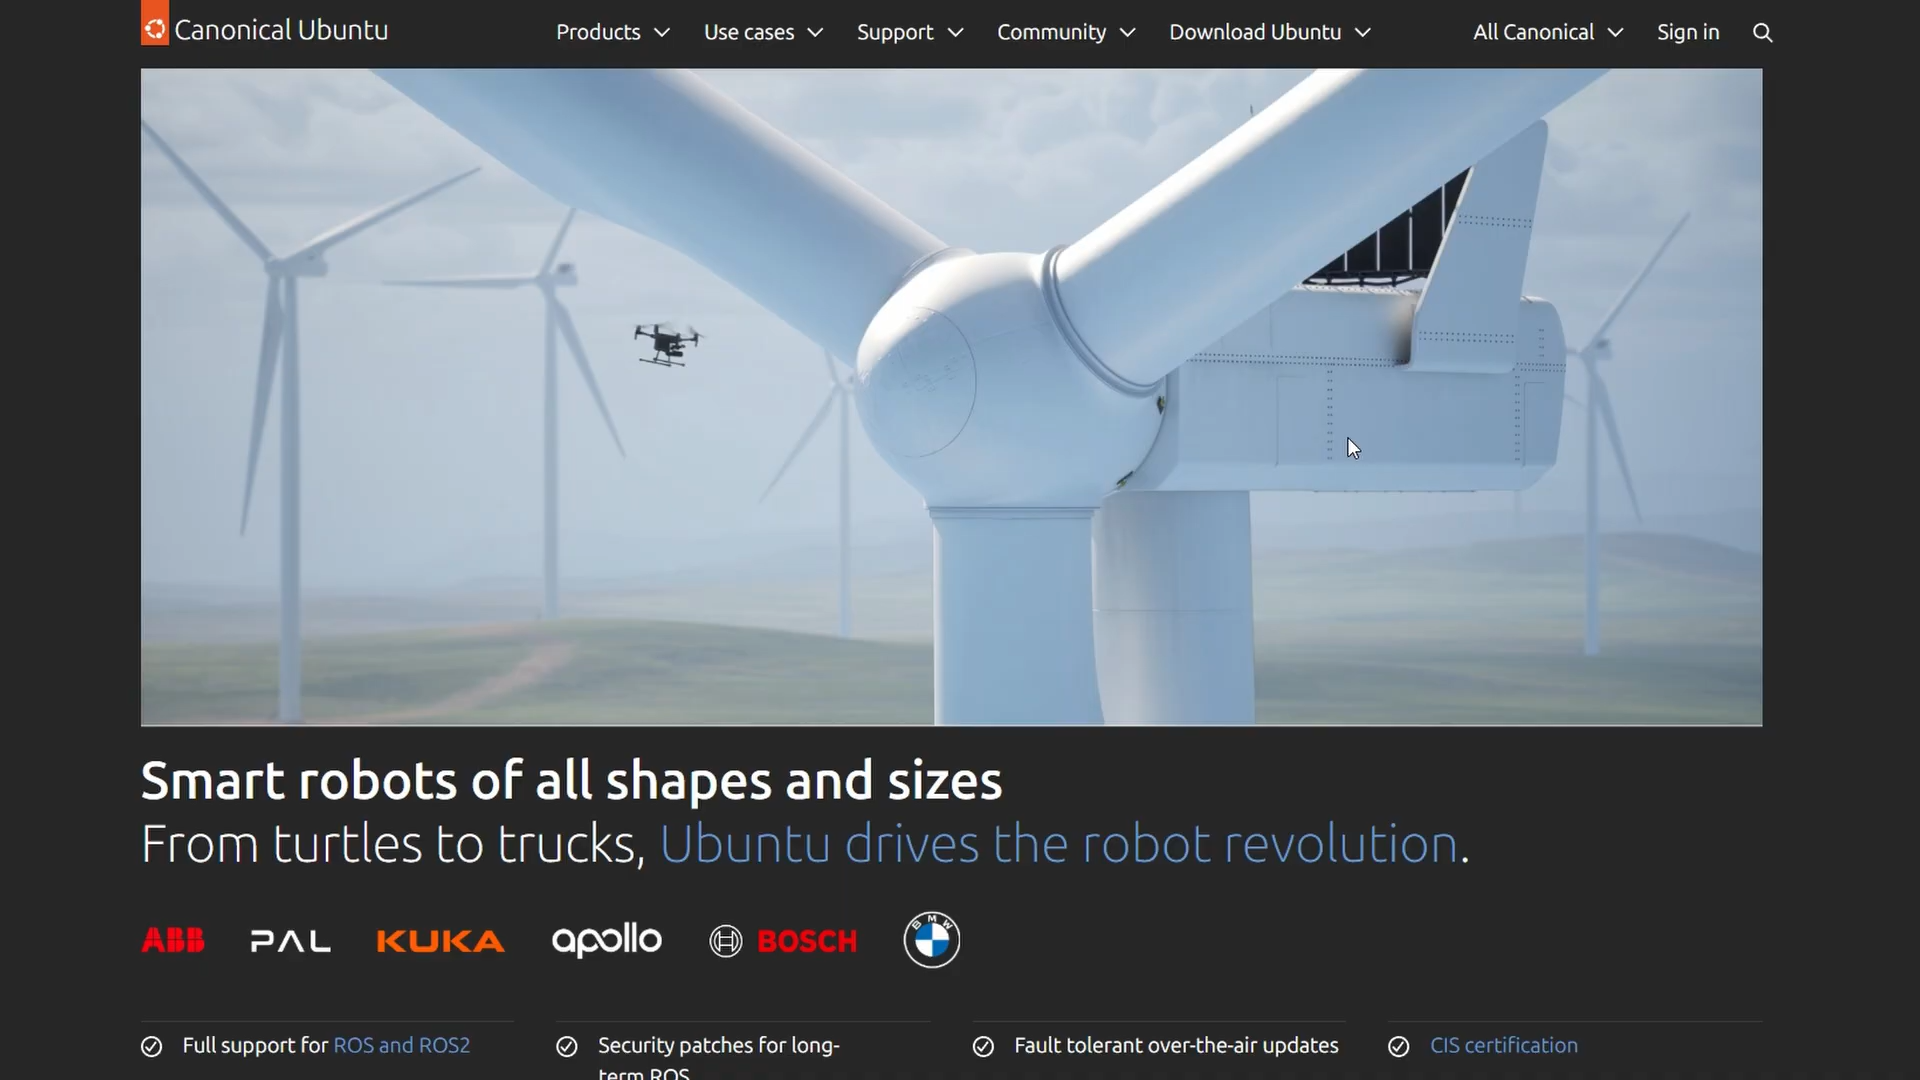 Canonical Ubuntu
Products
Use cases
Support
Community
Download Ubuntu
All Canonical
Sign in
Smart robots of all shapes and sizes
From turtles to trucks, Ubuntu drives the robot revolution.
ABB PAL KUKA apollo BOSCH BMW
Full support for ROS and ROS2
Security patches for long-
term ROS
Fault tolerant over-the-air updates
CIS certification